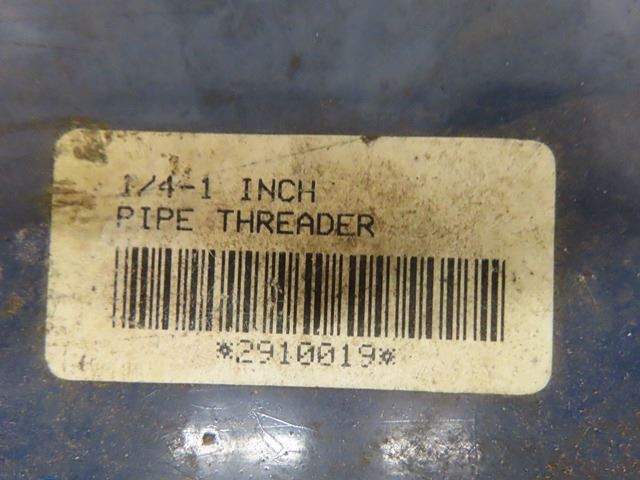 1/4-1 INCH
PIPE THREADER
*2910019*